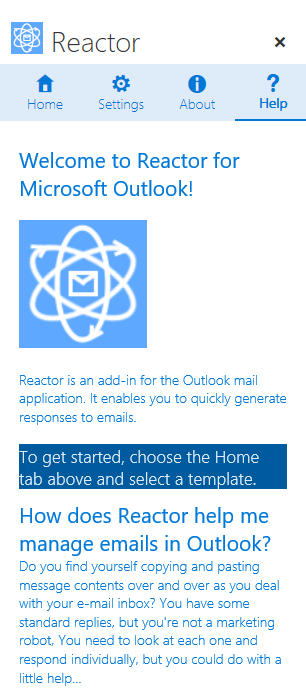 Reactor
Home Settings About Help
Welcome to Reactor for
Microsoft Outlook!
Reactor is an add-in for the Outlook mail
application. It enables you to quickly generate
responses to emails.
To get started, choose the Home
tab above and select a template.
How does Reactor help me
manage emails in Outlook?
Do you find yourself copying and pasting
message contents over and over as you deal
with your e-mail inbox? You have some
standard replies, but you're not a marketing
robot, You need to look at each one and
respond individually, but you could do with a
little help...